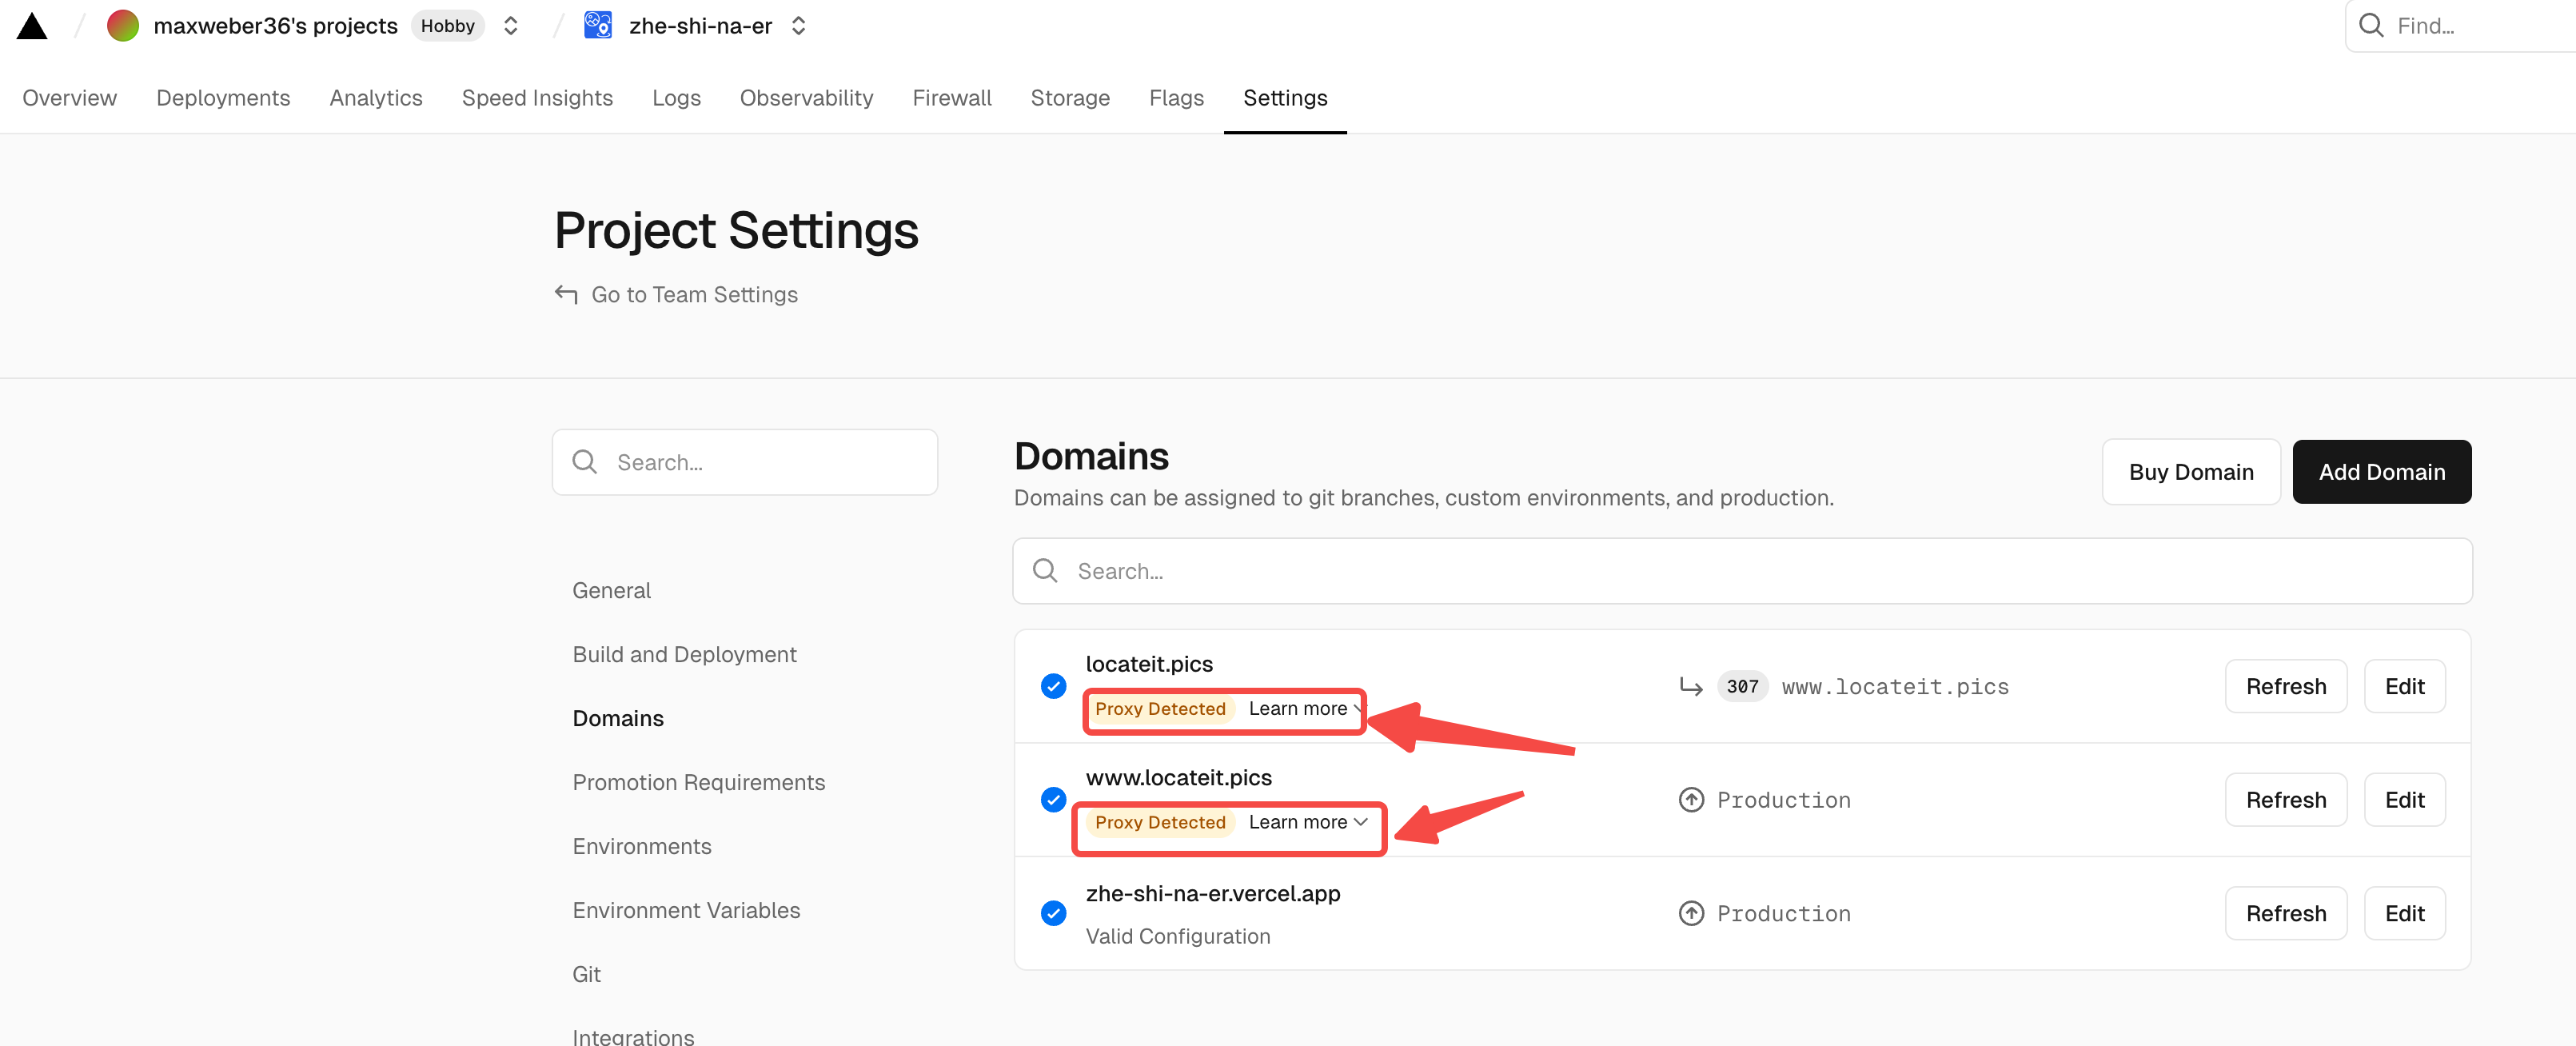 maxweber36's projects Hobby zhe-shi-na-er Find...
Overview Deployments Analytics Speed Insights Logs Observability Firewall Storage Flags Settings
Project Settings
Go to Team Settings
Search...
General
Build and Deployment
Domains
Promotion Requirements
Environments
Environment Variables
Git
Integrations
Domains
Domains can be assigned to git branches, custom environments, and production.
Buy Domain Add Domain
Search...
locateit.pics
Proxy Detected Learn more
307 www.locateit.pics
Refresh Edit
www.locateit.pics
Proxy Detected Learn more
Production
Refresh Edit
zhe-shi-na-er.vercel.app
Valid Configuration
Production
Refresh Edit